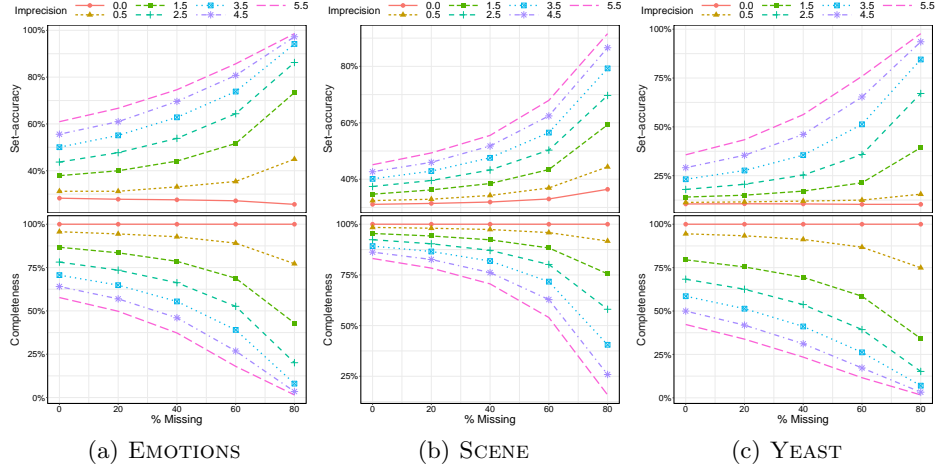 Imprecision 0.0 1.5 3.5 5.5
0.5 2.5 4.5
100%
80%
60%
40%
Set-accuracy
100%
75%
50%
25%
0%
Completeness
0 20 40 60 80
% Missing
(a) EMOTIONS
Imprecision 0.0 1.5 3.5 5.5
0.5 2.5 4.5
80%
60%
40%
Set-accuracy
100%
75%
50%
25%
Completeness
0 20 40 60 80
% Missing
(b) SCENE
Imprecision 0.0 1.5 3.5 5.5
0.5 2.5 4.5
100%
75%
50%
25%
Set-accuracy
100%
75%
50%
25%
0%
Completeness
0 20 40 60 80
% Missing
(c) YEAST